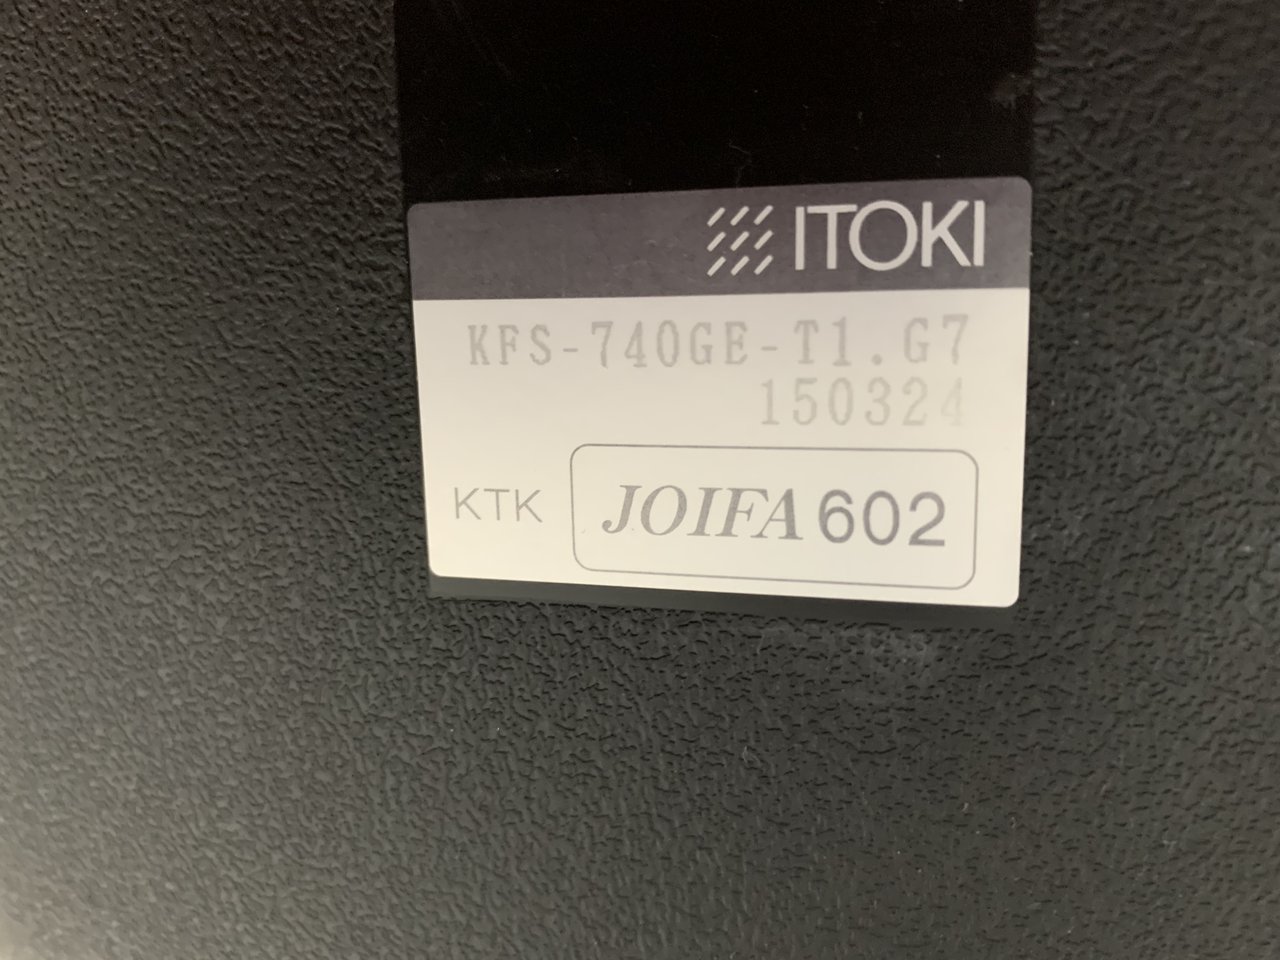 ITOKI
KFS-740GE-T1.G7
150324
KTK JOIFA 602